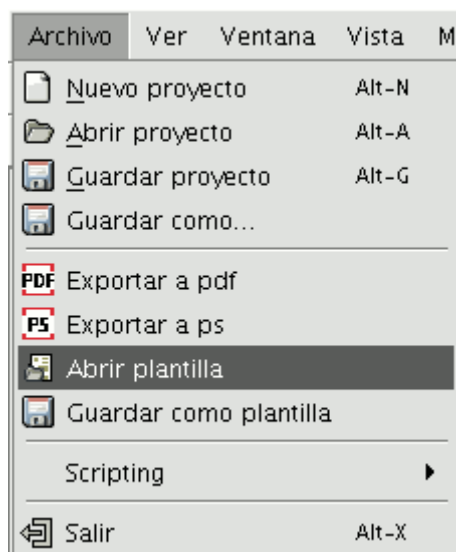 Archivo Ver Ventana Vista M
Nuevo proyecto Alt-N
Abrir proyecto Alt-A
Guardar proyecto Alt-G
Guardar como...
PDF Exportar a pdf
PS Exportar a ps
Abrir plantilla
Guardar como plantilla
Scripting
Salir Alt-X